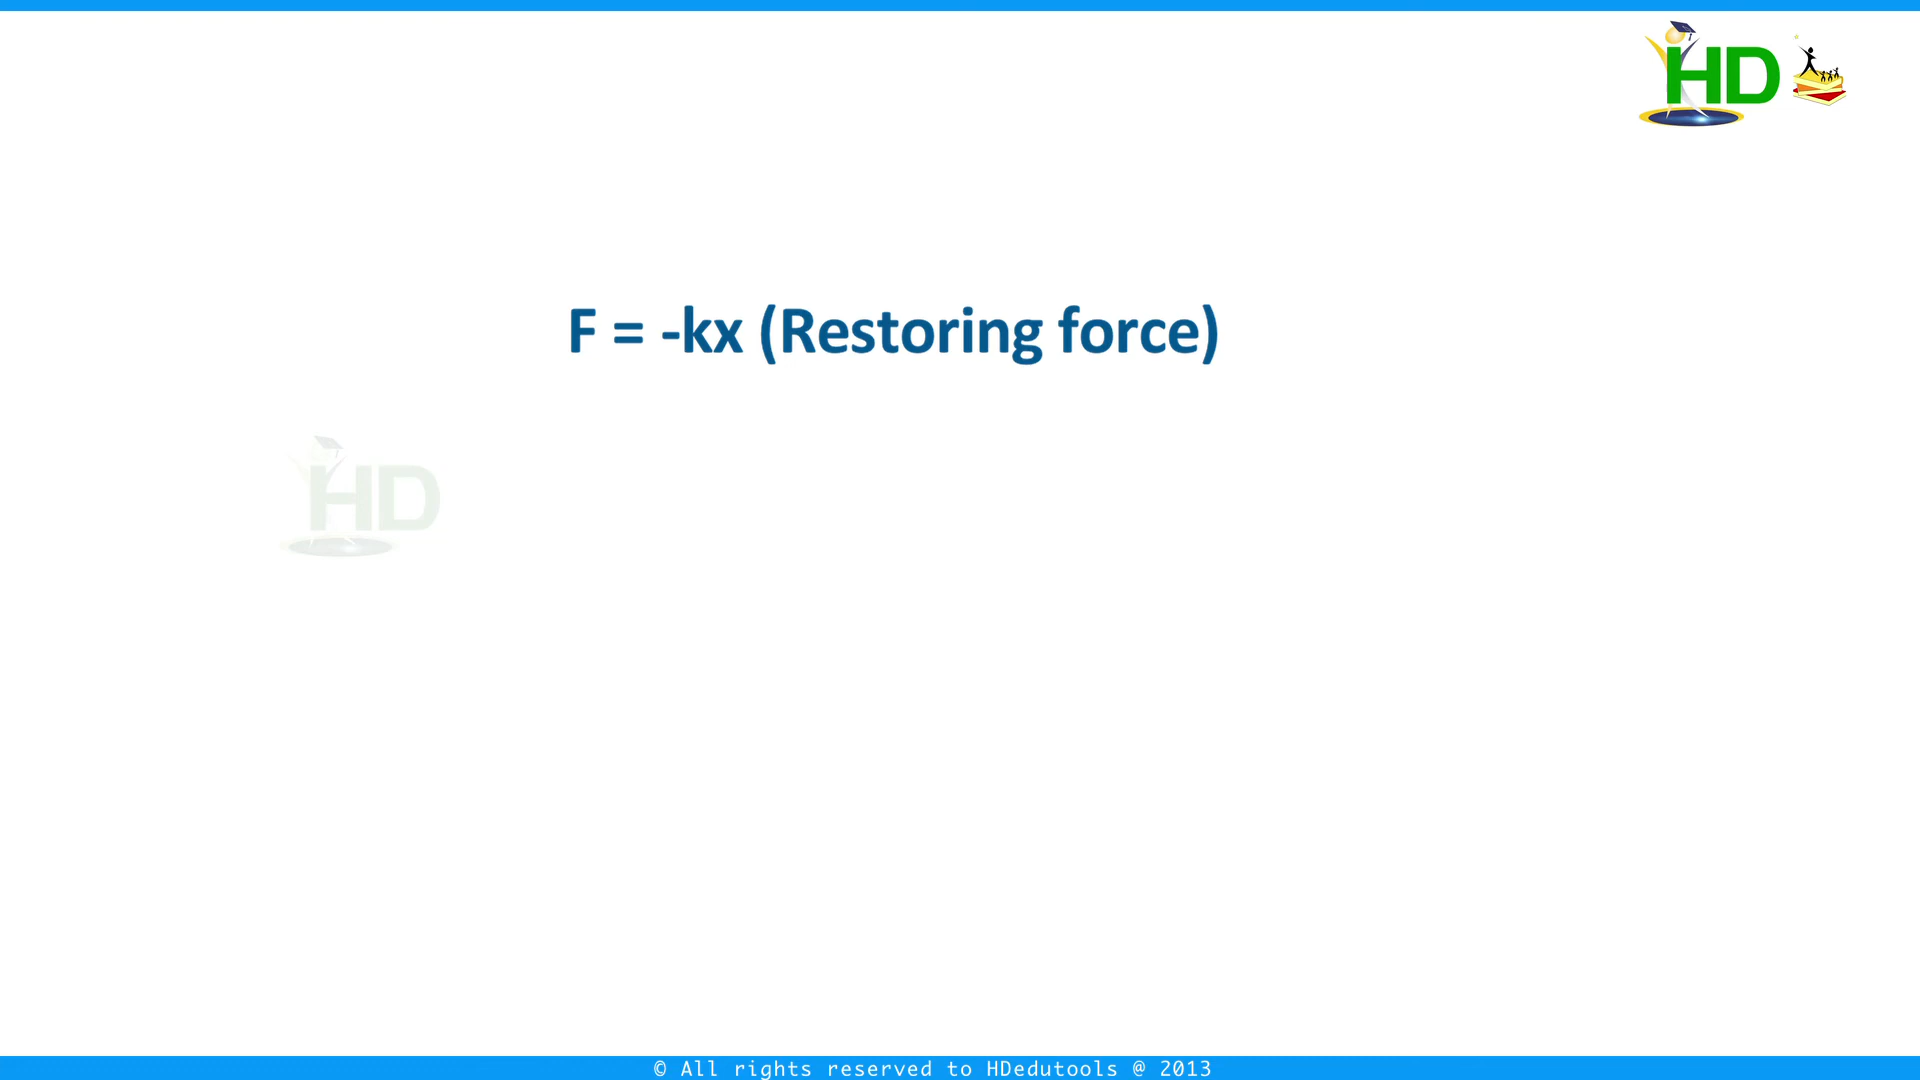 HD
F = -kx (Restoring force)
HD
© All rights reserved to HDedutools @ 2013